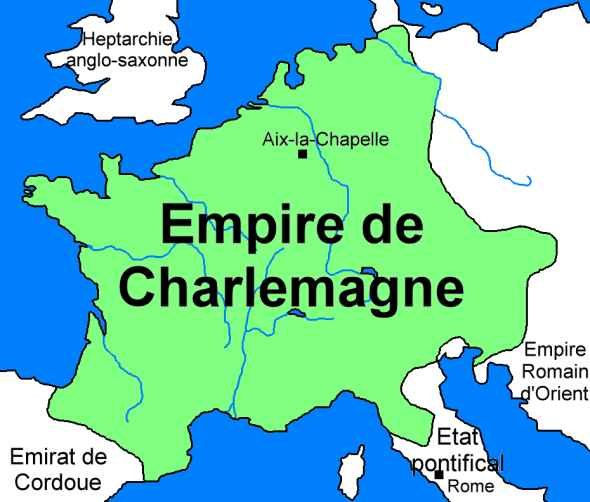 Heptarchie
anglo-saxonne
Aix-la-Chapelle
Empire de
Charlemagne
Empire
Romain
d'Orient
Emirat de
Cordoue
Etat
pontifical
Rome